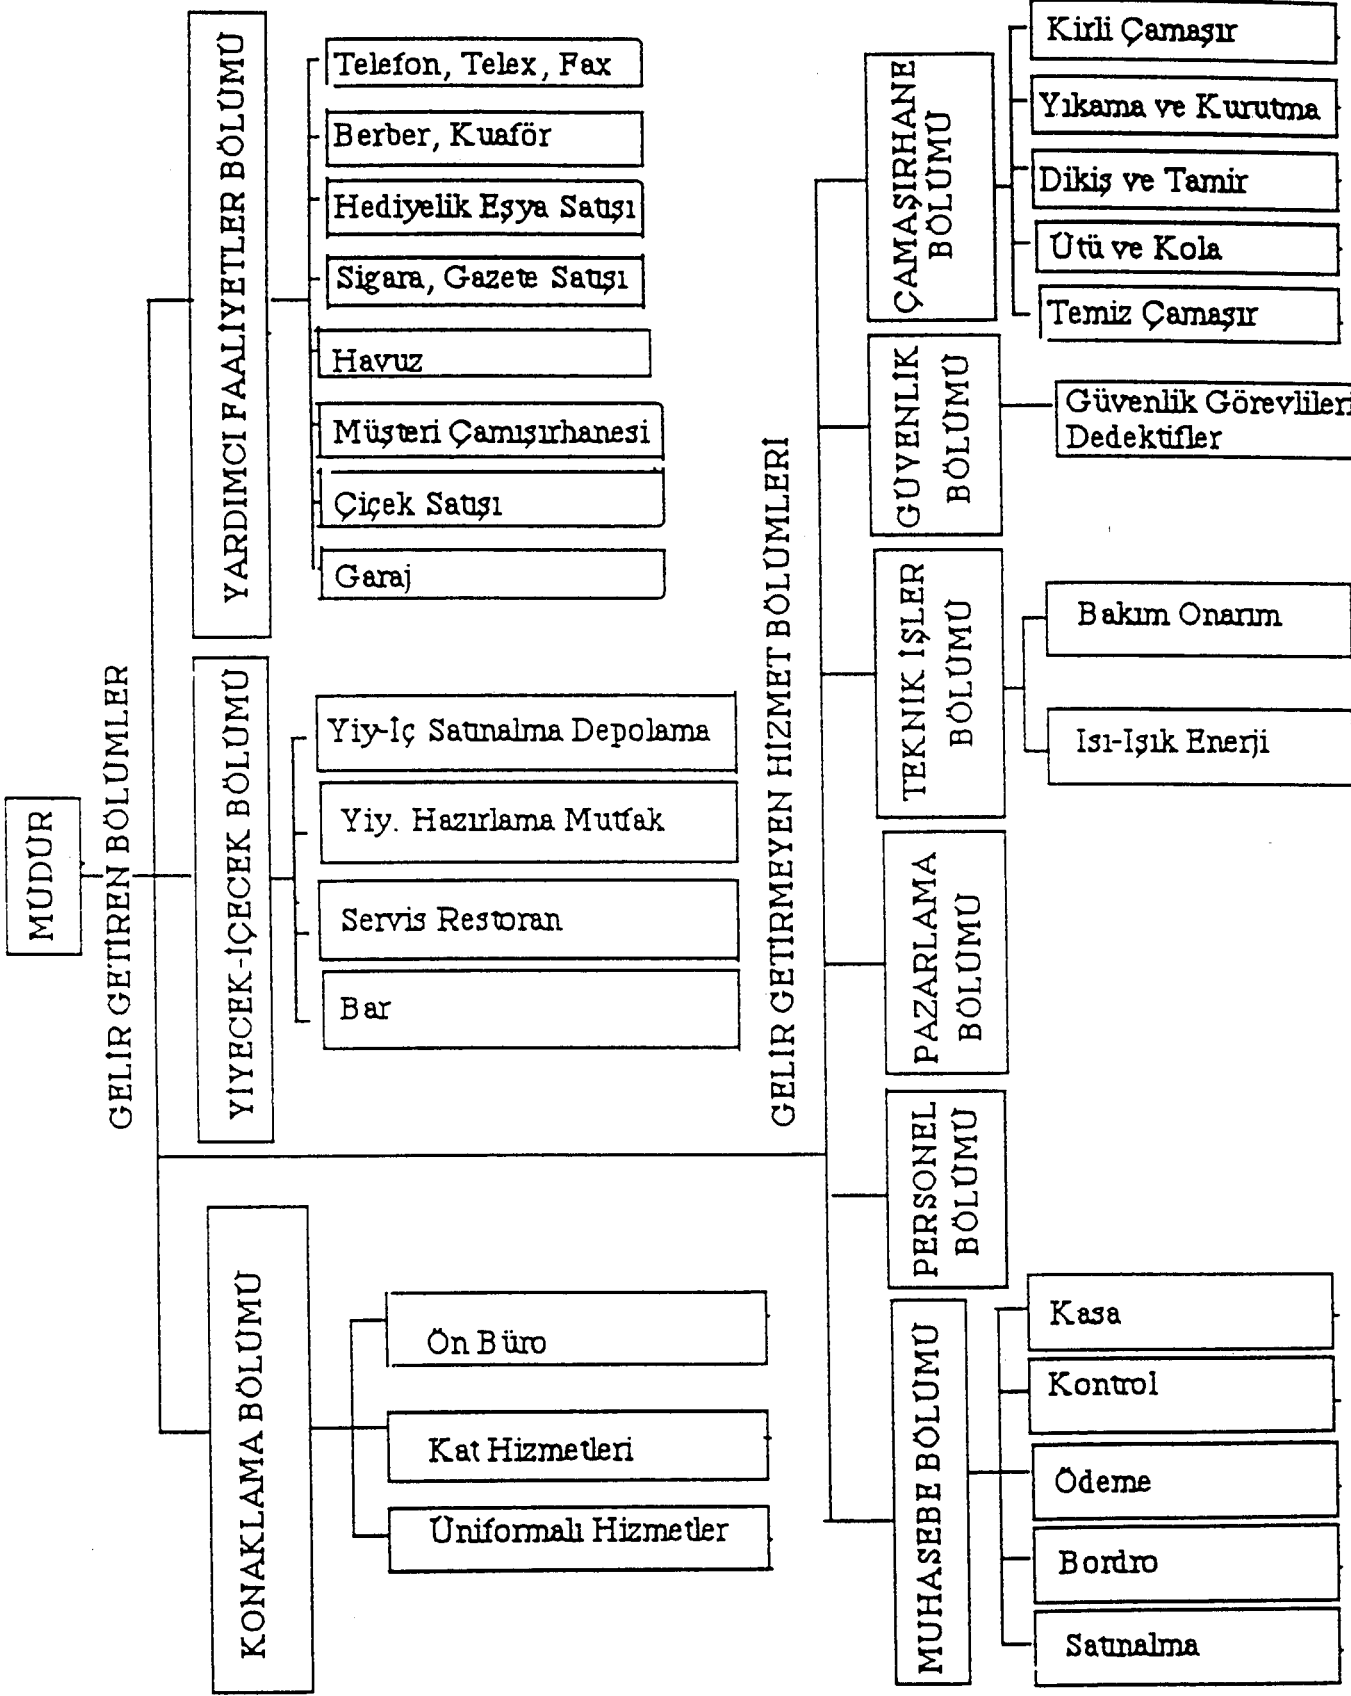 MÜDÜR
GELİR GETİREN BÖLÜMLER
KONAKLAMA BÖLÜMÜ
Ön Büro
Kat Hizmetleri
Üniformalı Hizmetler
YİYECEK-İÇECEK BÖLÜMÜ
Yiy-İç Satınalma Depolama
Yiy. Hazırlama Mutfak
Servis Restoran
Bar
YARDIMCI FAALİYETLER BÖLÜMÜ
Telefon, Telex, Fax
Berber, Kuaför
Hediyelik Eşya Satışı
Sigara, Gazete Satışı
Havuz
Müşteri Çamışırhanesi
Çiçek Satışı
Garaj
GELİR GETİRMEYEN HİZMET BÖLÜMLERİ
MUHASEBE BÖLÜMÜ
Kasa
Kontrol
Ödeme
Bordro
Satınalma
PERSONEL
BÖLÜMÜ
PAZARLAMA
BÖLÜMÜ
TEKNİK İŞLER
BÖLÜMÜ
Bakım Onarım
Isı-Işık Enerji
GÜVENLİK
BÖLÜMÜ
Güvenlik Görevlileri
Dedektifler
ÇAMAŞIRHANE
BÖLÜMÜ
Kirli Çamaşır
Yıkama ve Kurutma
Dikiş ve Tamir
Ütü ve Kola
Temiz Çamaşır